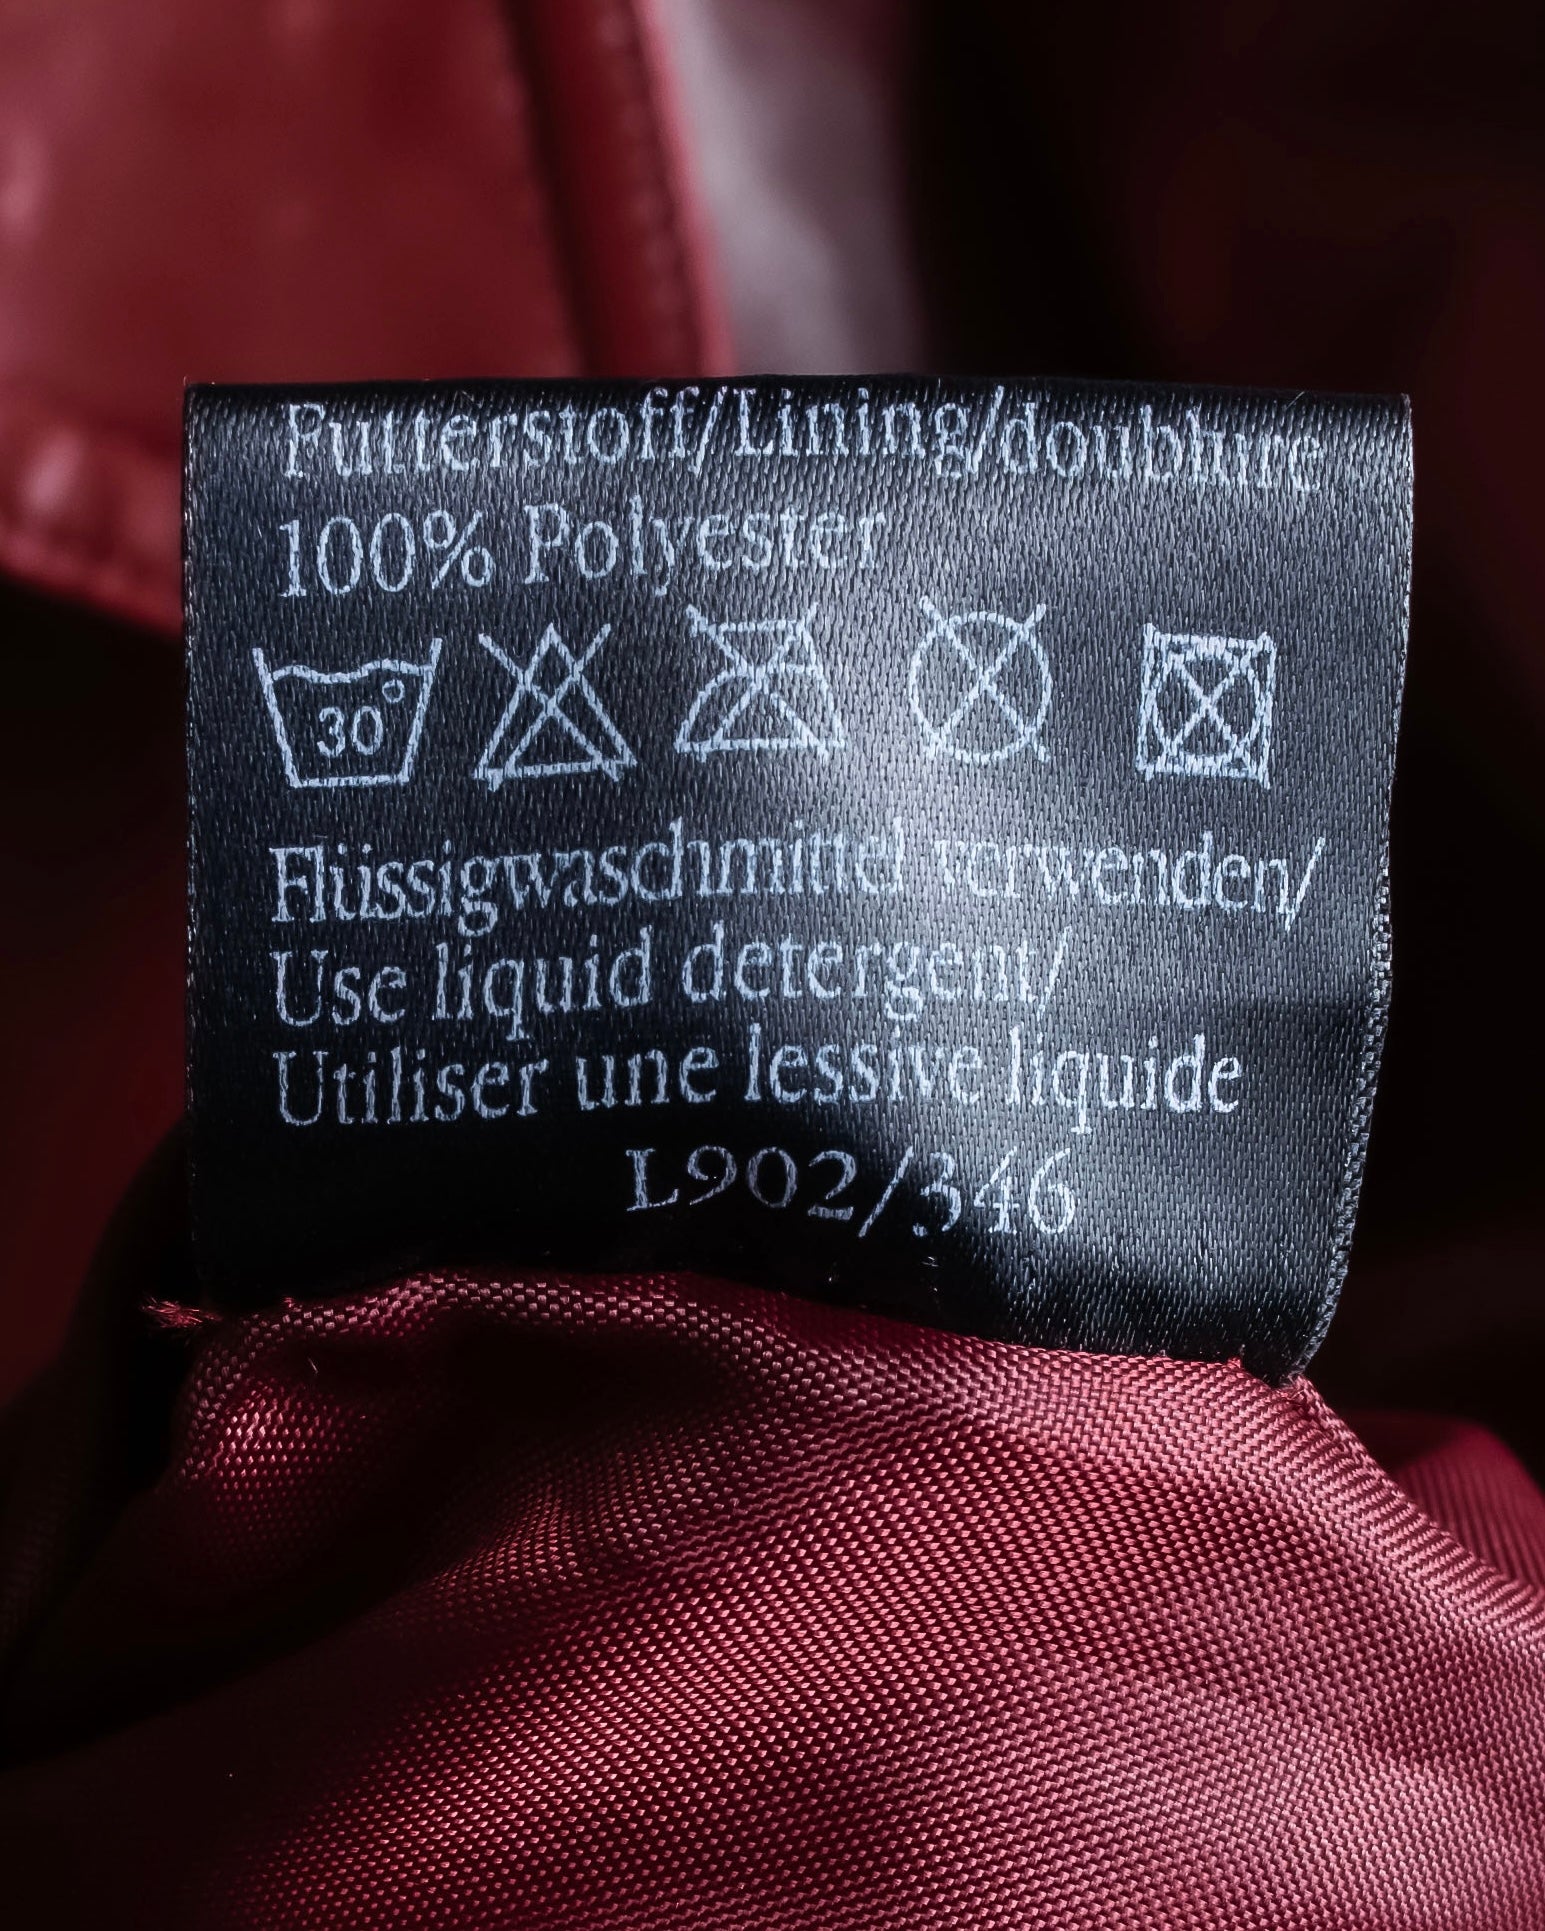 Futterstoff/Lining/doublure
100% Polyester
30°
Flüssigwaschmittel verwenden/
Use liquid detergent/
Utiliser une lessive liquide
L902/346